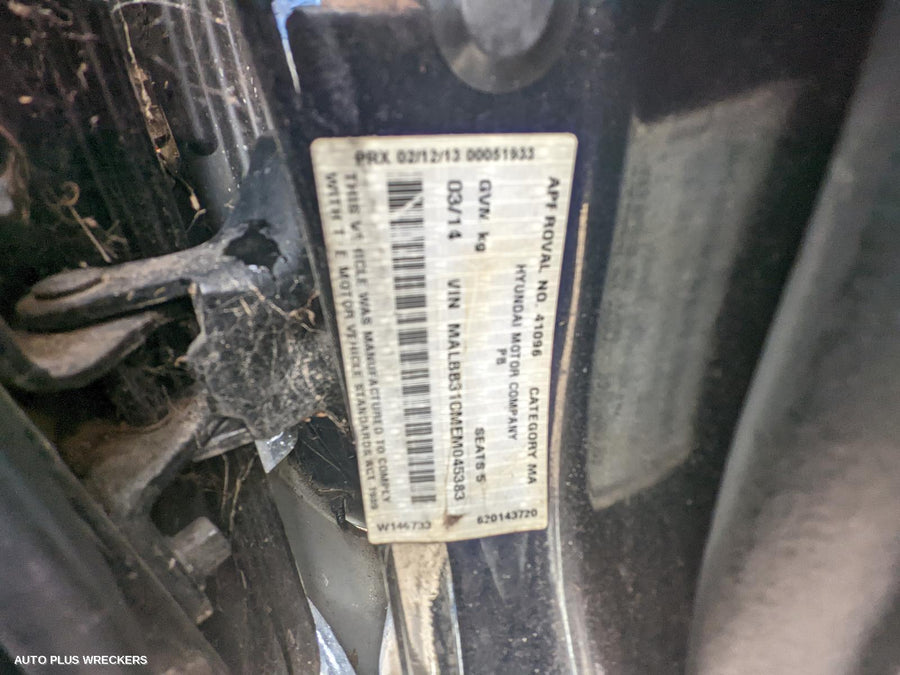 PRX 02/12/13 00051933
APPROVAL NO. 41096 CATEGORY MA
HYUNDAI MOTOR COMPANY
PB
GVM kg SEATS 5
03/14 VIN MALBB31CMEM045383
THIS VEHICLE WAS MANUFACTURED TO COMPLY
WITH THE MOTOR VEHICLE STANDARDS ACT 1989
W146733
620143720
AUTO PLUS WRECKERS